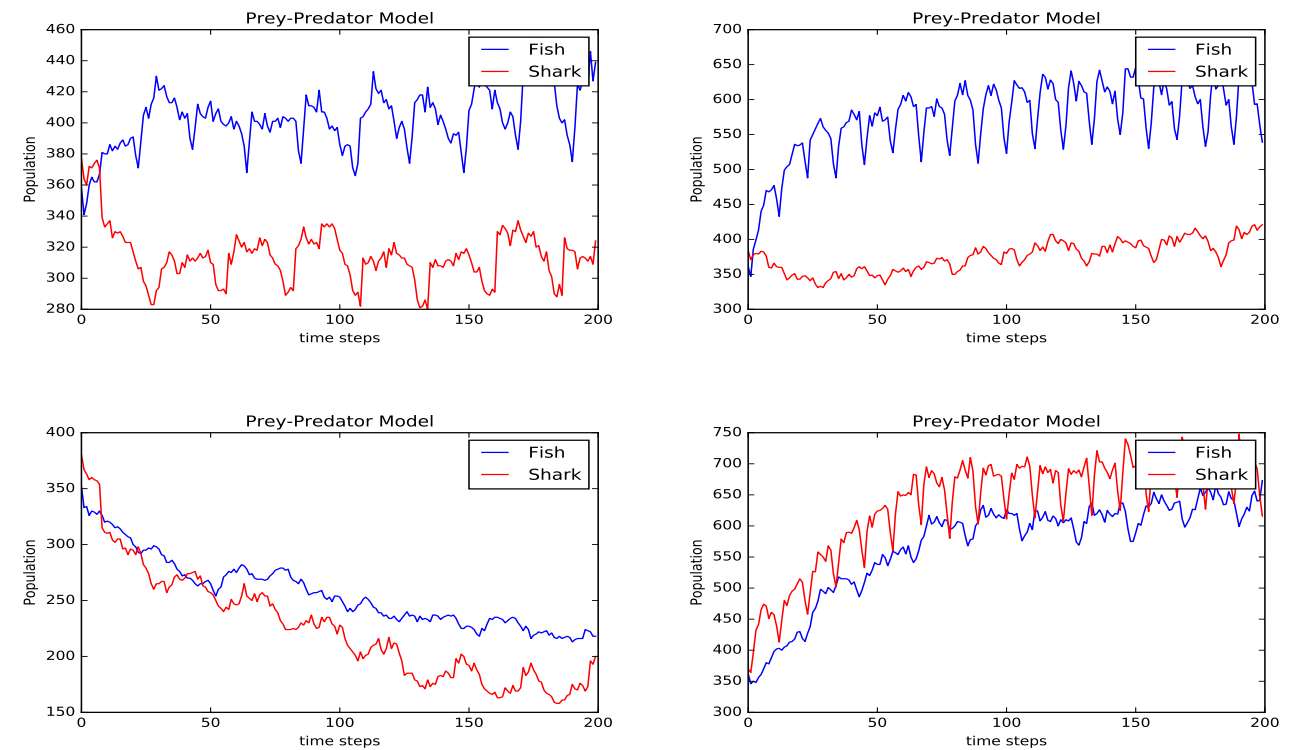 Prey-Predator Model
460
440
420
400
380
360
340
320
300
280
Population
Fish
Shark
0 50 100 150 200
time steps
Prey-Predator Model
700
650
600
550
500
450
400
350
300
Population
Fish
Shark
0 50 100 150 200
time steps
Prey-Predator Model
400
350
300
250
200
150
Population
Fish
Shark
0 50 100 150 200
time steps
Prey-Predator Model
750
700
650
600
550
500
450
400
350
300
Population
Fish
Shark
0 50 100 150 200
time steps